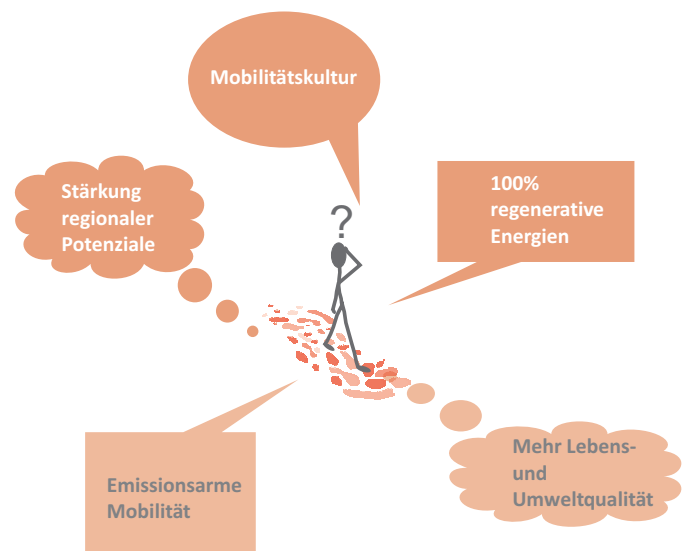 Mobilitätskultur
Stärkung
regionaler
Potenziale
100%
regenerative
Energien
?
Emissionsarme
Mobilität
Mehr Lebens-
und
Umweltqualität